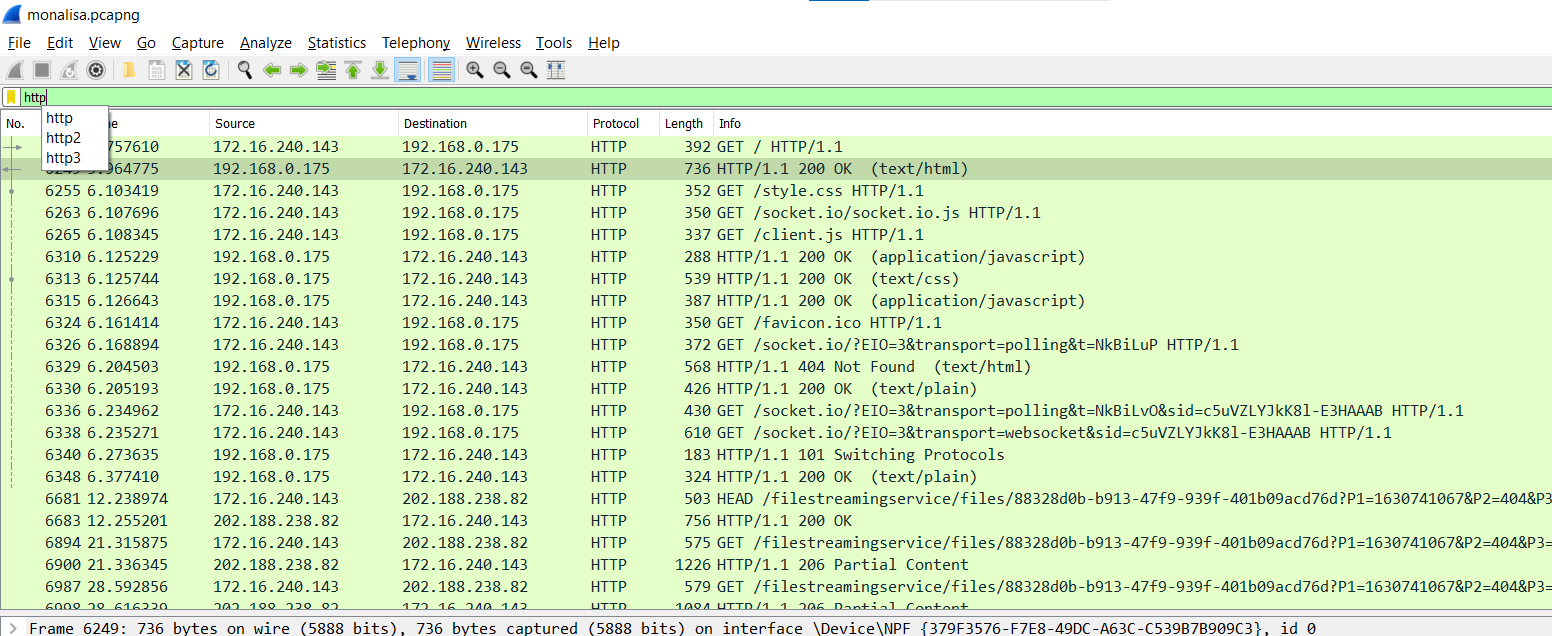 monalisa.pcapng
File Edit View Go Capture Analyze Statistics Telephony Wireless Tools Help
http
http
http2
http3
No. Source Destination Protocol Length Info
757610 172.16.240.143 192.168.0.175 HTTP 392 GET / HTTP/1.1
192.168.0.175 172.16.240.143 HTTP 736 HTTP/1.1 200 OK (text/html)
6255 6.103419 172.16.240.143 192.168.0.175 HTTP 352 GET /style.css HTTP/1.1
6263 6.107696 172.16.240.143 192.168.0.175 HTTP 350 GET /socket.io/socket.io.js HTTP/1.1
6265 6.108345 172.16.240.143 192.168.0.175 HTTP 337 GET /client.js HTTP/1.1
6310 6.125229 192.168.0.175 172.16.240.143 HTTP 288 HTTP/1.1 200 OK (application/javascript)
6313 6.125744 192.168.0.175 172.16.240.143 HTTP 539 HTTP/1.1 200 OK (text/css)
6315 6.126643 192.168.0.175 172.16.240.143 HTTP 387 HTTP/1.1 200 OK (application/javascript)
6324 6.161414 172.16.240.143 192.168.0.175 HTTP 350 GET /favicon.ico HTTP/1.1
6326 6.168894 172.16.240.143 192.168.0.175 HTTP 372 GET /socket.io/?EIO=3&transport=polling&t=NkBiLuP HTTP/1.1
6329 6.204503 192.168.0.175 172.16.240.143 HTTP 568 HTTP/1.1 404 Not Found (text/html)
6330 6.205193 192.168.0.175 172.16.240.143 HTTP 426 HTTP/1.1 200 OK (text/plain)
6336 6.234962 172.16.240.143 192.168.0.175 HTTP 430 GET /socket.io/?EIO=3&transport=polling&t=NkBiLvO&sid=c5uVZLYJkK8l-E3HAAAB HTTP/1.1
6338 6.235271 172.16.240.143 192.168.0.175 HTTP 610 GET /socket.io/?EIO=3&transport=websocket&sid=c5uVZLYJkK8l-E3HAAAB HTTP/1.1
6340 6.273635 192.168.0.175 172.16.240.143 HTTP 183 HTTP/1.1 101 Switching Protocols
6348 6.377410 192.168.0.175 172.16.240.143 HTTP 324 HTTP/1.1 200 OK (text/plain)
6681 12.238974 172.16.240.143 202.188.238.82 HTTP 503 HEAD /filestreamingservice/files/88328d0b-b913-47f9-939f-401b09acd76d?P1=1630741067&P2=404&P3
6683 12.255201 202.188.238.82 172.16.240.143 HTTP 756 HTTP/1.1 200 OK
6894 21.315875 172.16.240.143 202.188.238.82 HTTP 575 GET /filestreamingservice/files/88328d0b-b913-47f9-939f-401b09acd76d?P1=1630741067&P2=404&P3=
6900 21.336345 202.188.238.82 172.16.240.143 HTTP 1226 HTTP/1.1 206 Partial Content
6987 28.592856 172.16.240.143 202.188.238.82 HTTP 579 GET /filestreamingservice/files/88328d0b-b913-47f9-939f-401b09acd76d?P1=1630741067&P2=404&P3=
6998 28.616339 202.188.238.82 172.16.240.143 HTTP 1084 HTTP/1.1 206 Partial Content
Frame 6249: 736 bytes on wire (5888 bits), 736 bytes captured (5888 bits) on interface \Device\NPF {379F3576-F7E8-49DC-A63C-C539B7B909C3}, id 0